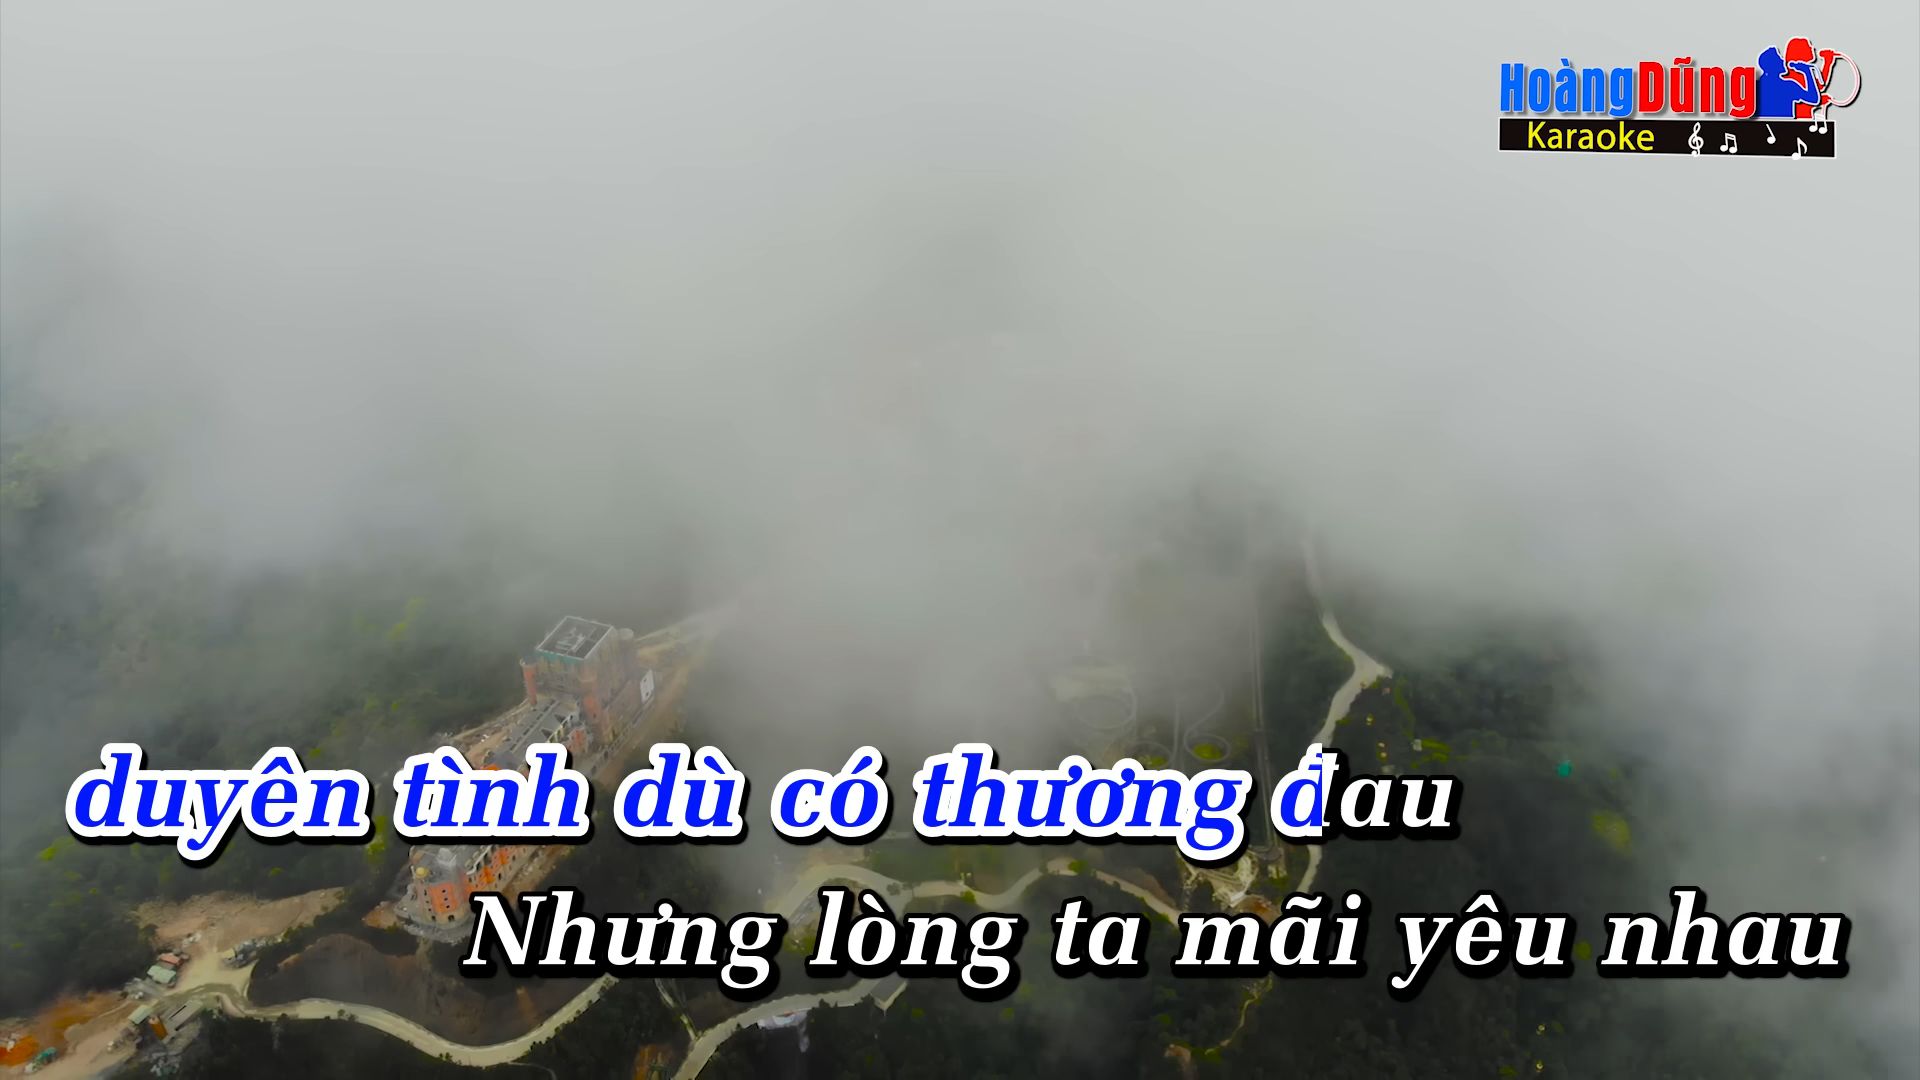 HoàngDũng
Karaoke
duyên tình dù có thương đau
Nhưng lòng ta mãi yêu nhau